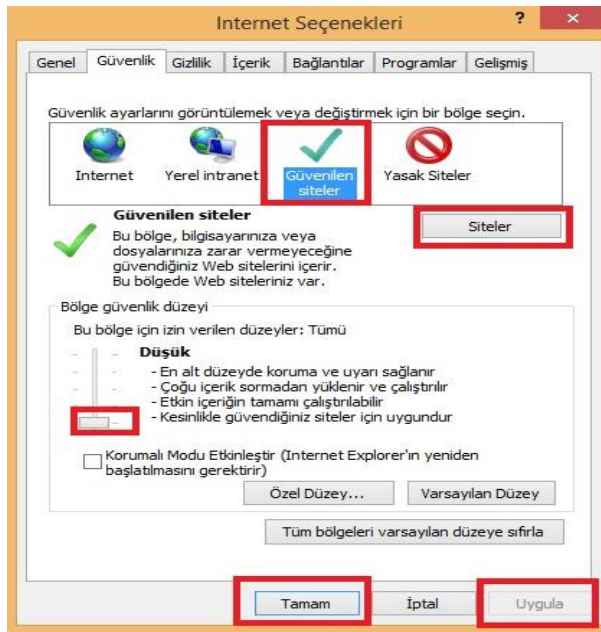 Internet Seçenekleri
?
×
Genel Güvenlik Gizlilik İçerik Bağlantılar Programlar Gelişmiş
Güvenlik ayarlarını görüntülemek veya değiştirmek için bir bölge seçin.
Internet Yerel intranet Güvenilen siteler Yasak Siteler
Güvenilen siteler
Siteler
Bu bölge, bilgisayarınıza veya
dosyalarınıza zarar vermeyeceğine
güvendiğiniz Web sitelerini içerir.
Bu bölgede Web siteleriniz var.
Bölge güvenlik düzeyi
Bu bölge için izin verilen düzeyler: Tümü
Düşük
- En alt düzeyde koruma ve uyarı sağlanır
- Çoğu içerik sormadan yüklenir ve çalıştırılır
- Etkin içeriğin tamamı çalıştırılabilir
- Kesinlikle güvendiğiniz siteler için uygundur
Korumalı Modu Etkinleştir (Internet Explorer'ın yeniden
başlatılmasını gerektirir)
Özel Düzey... Varsayılan Düzey
Tüm bölgeleri varsayılan düzeye sıfırla
Tamam İptal Uygula